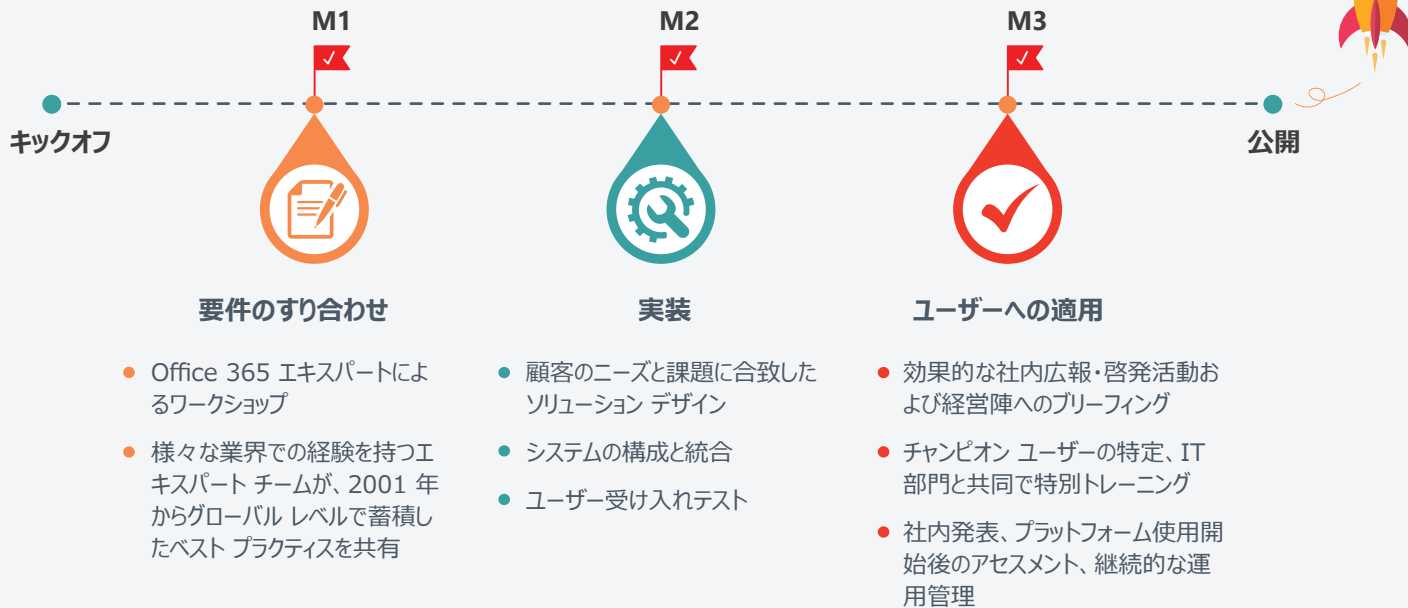 M1
M2
M3
キックオフ
公開
要件のすり合わせ
Office 365 エキスパートによ
るワークショップ
様々な業界での経験を持つエ
キスパート チームが、2001 年
からグローバル レベルで蓄積し
たベスト プラクティスを共有
実装
顧客のニーズと課題に合致した
ソリューション デザイン
システムの構成と統合
ユーザー受け入れテスト
ユーザーへの適用
効果的な社内広報・啓発活動お
よび経営陣へのブリーフィング
チャンピオン ユーザーの特定、IT
部門と共同で特別トレーニング
社内発表、プラットフォーム使用開
始後のアセスメント、継続的な運
用管理